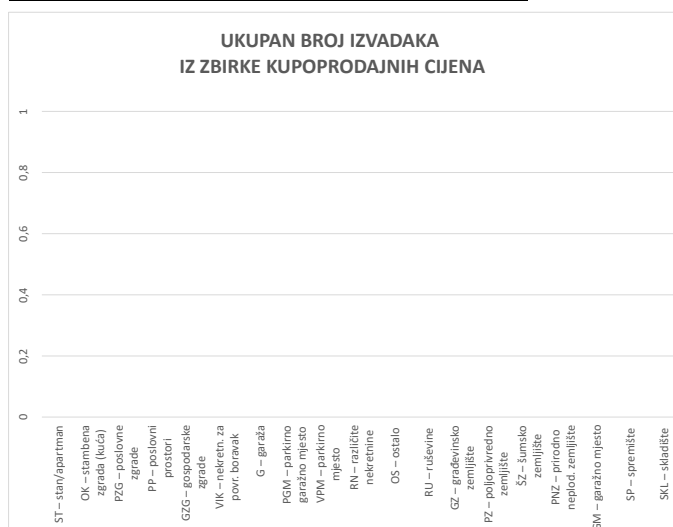 UKUPAN BROJ IZVADAKA
IZ ZBIRKE KUPOPRODAJNIH CIJENA
1
0,8
0,6
0,4
0,2
0
ST – stan/apartman
OK – stambena
zgrada (kuća)
PZG – poslovne
zgrade
PP – poslovni
prostori
GZG – gospodarske
zgrade
VIK – nekretn. za
povr. boravak
G – garaža
PGM – parkirno
garažno mjesto
VPM – parkirno
mjesto
RN – različite
nekretnine
OS – ostalo
RU – ruševine
GZ – građevinsko
zemljište
PZ – poljoprivredno
zemljište
ŠZ – šumsko
zemljište
PNZ – prirodno
neplod. zemljište
GM – garažno mjesto
SP – spremište
SKL – skladište